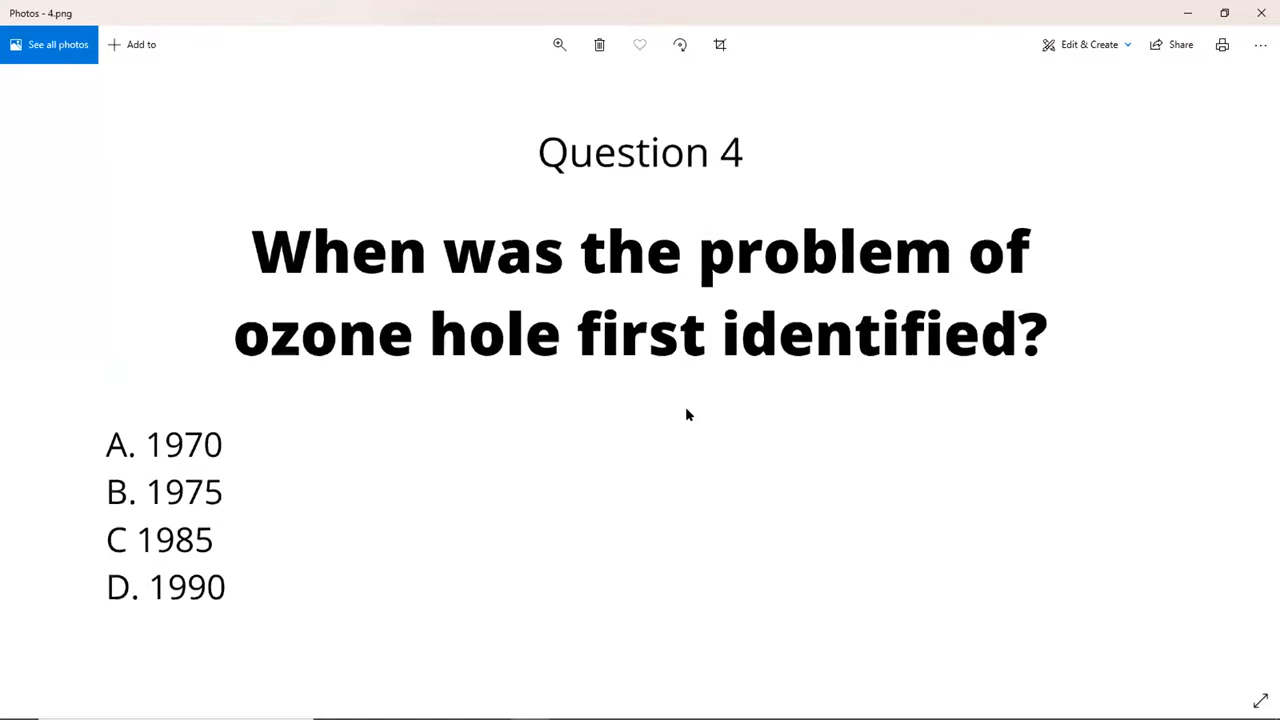 Photos - 4.png
See all photos
Add to
Edit & Create
Share
Question 4
When was the problem of
ozone hole first identified?
A. 1970
B. 1975
C 1985
D. 1990